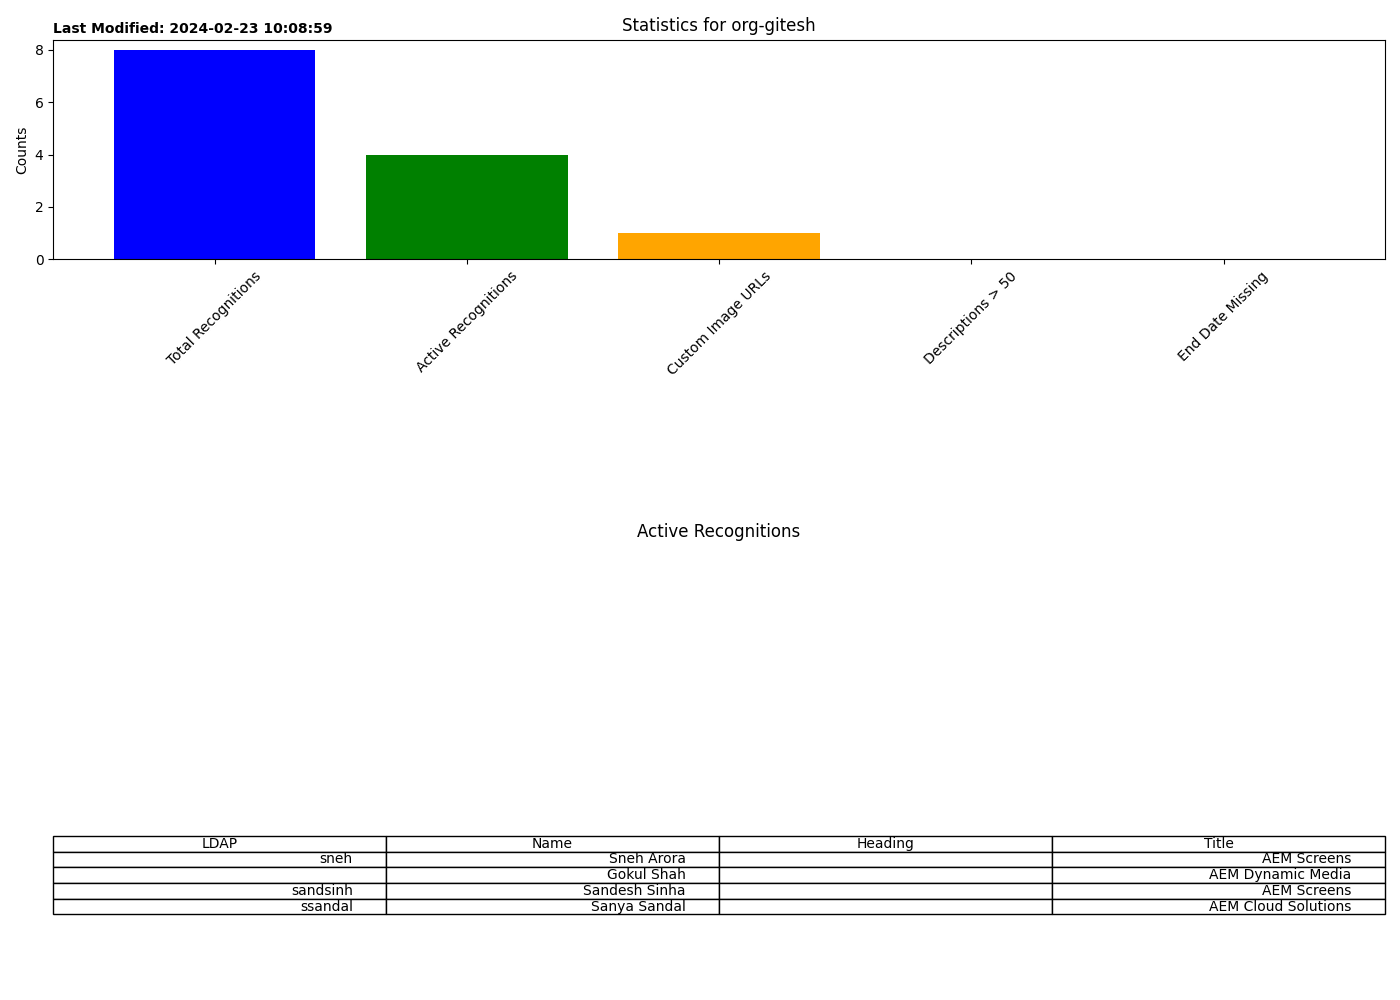 Last Modified: 2024-02-23 10:08:59
Statistics for org-gitesh
8
6
4
2
0
Counts
Total Recognitions
Active Recognitions
Custom Image URLs
Descriptions > 50
End Date Missing
Active Recognitions
LDAP Name Heading Title
sneh Sneh Arora AEM Screens
Gokul Shah AEM Dynamic Media
sandsinh Sandesh Sinha AEM Screens
ssandal Sanya Sandal AEM Cloud Solutions